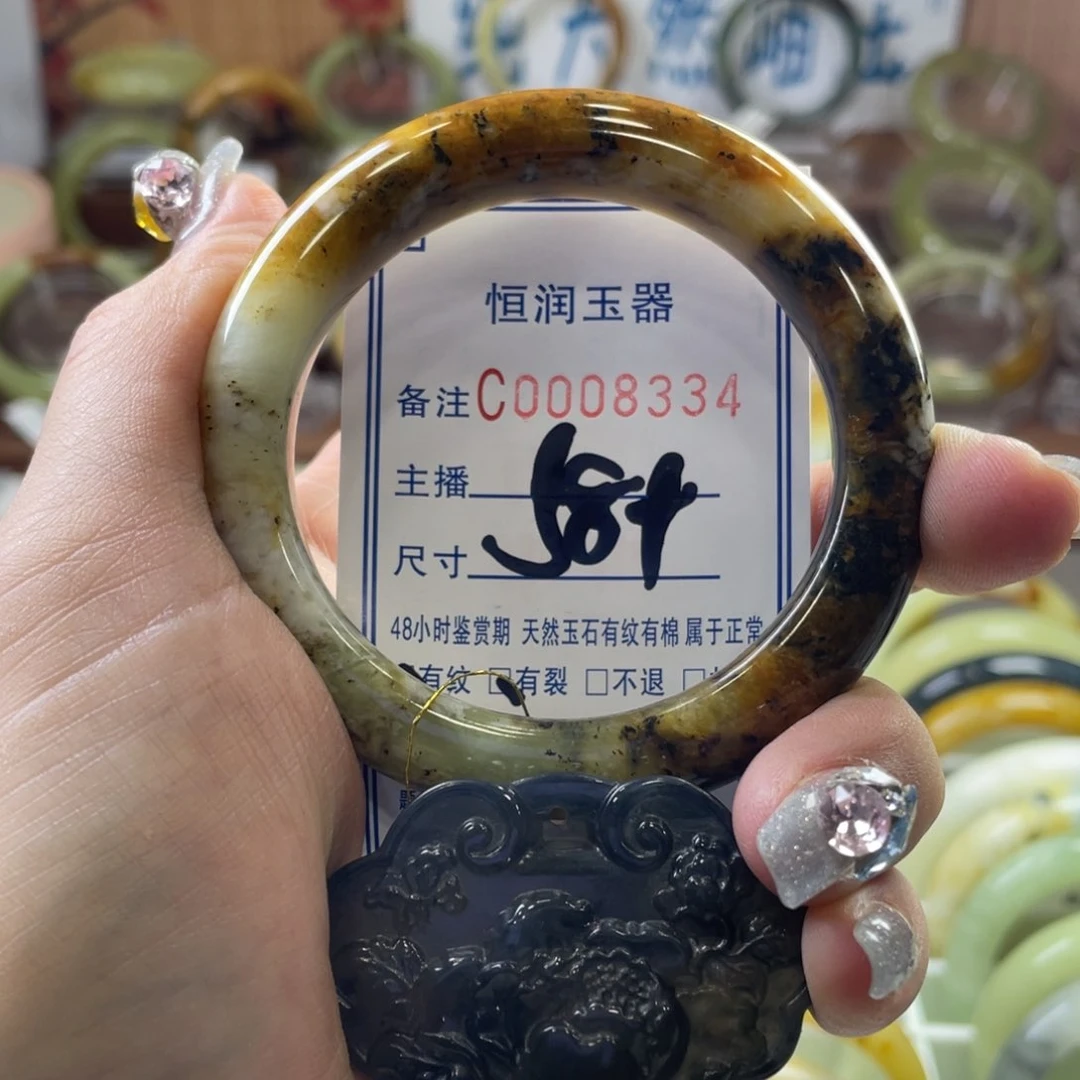 恒润玉器
备注C0008334
主播
尺寸
48小时鉴赏期 天然玉石有纹有棉 属于正常
有纹 □有裂 □不退 □